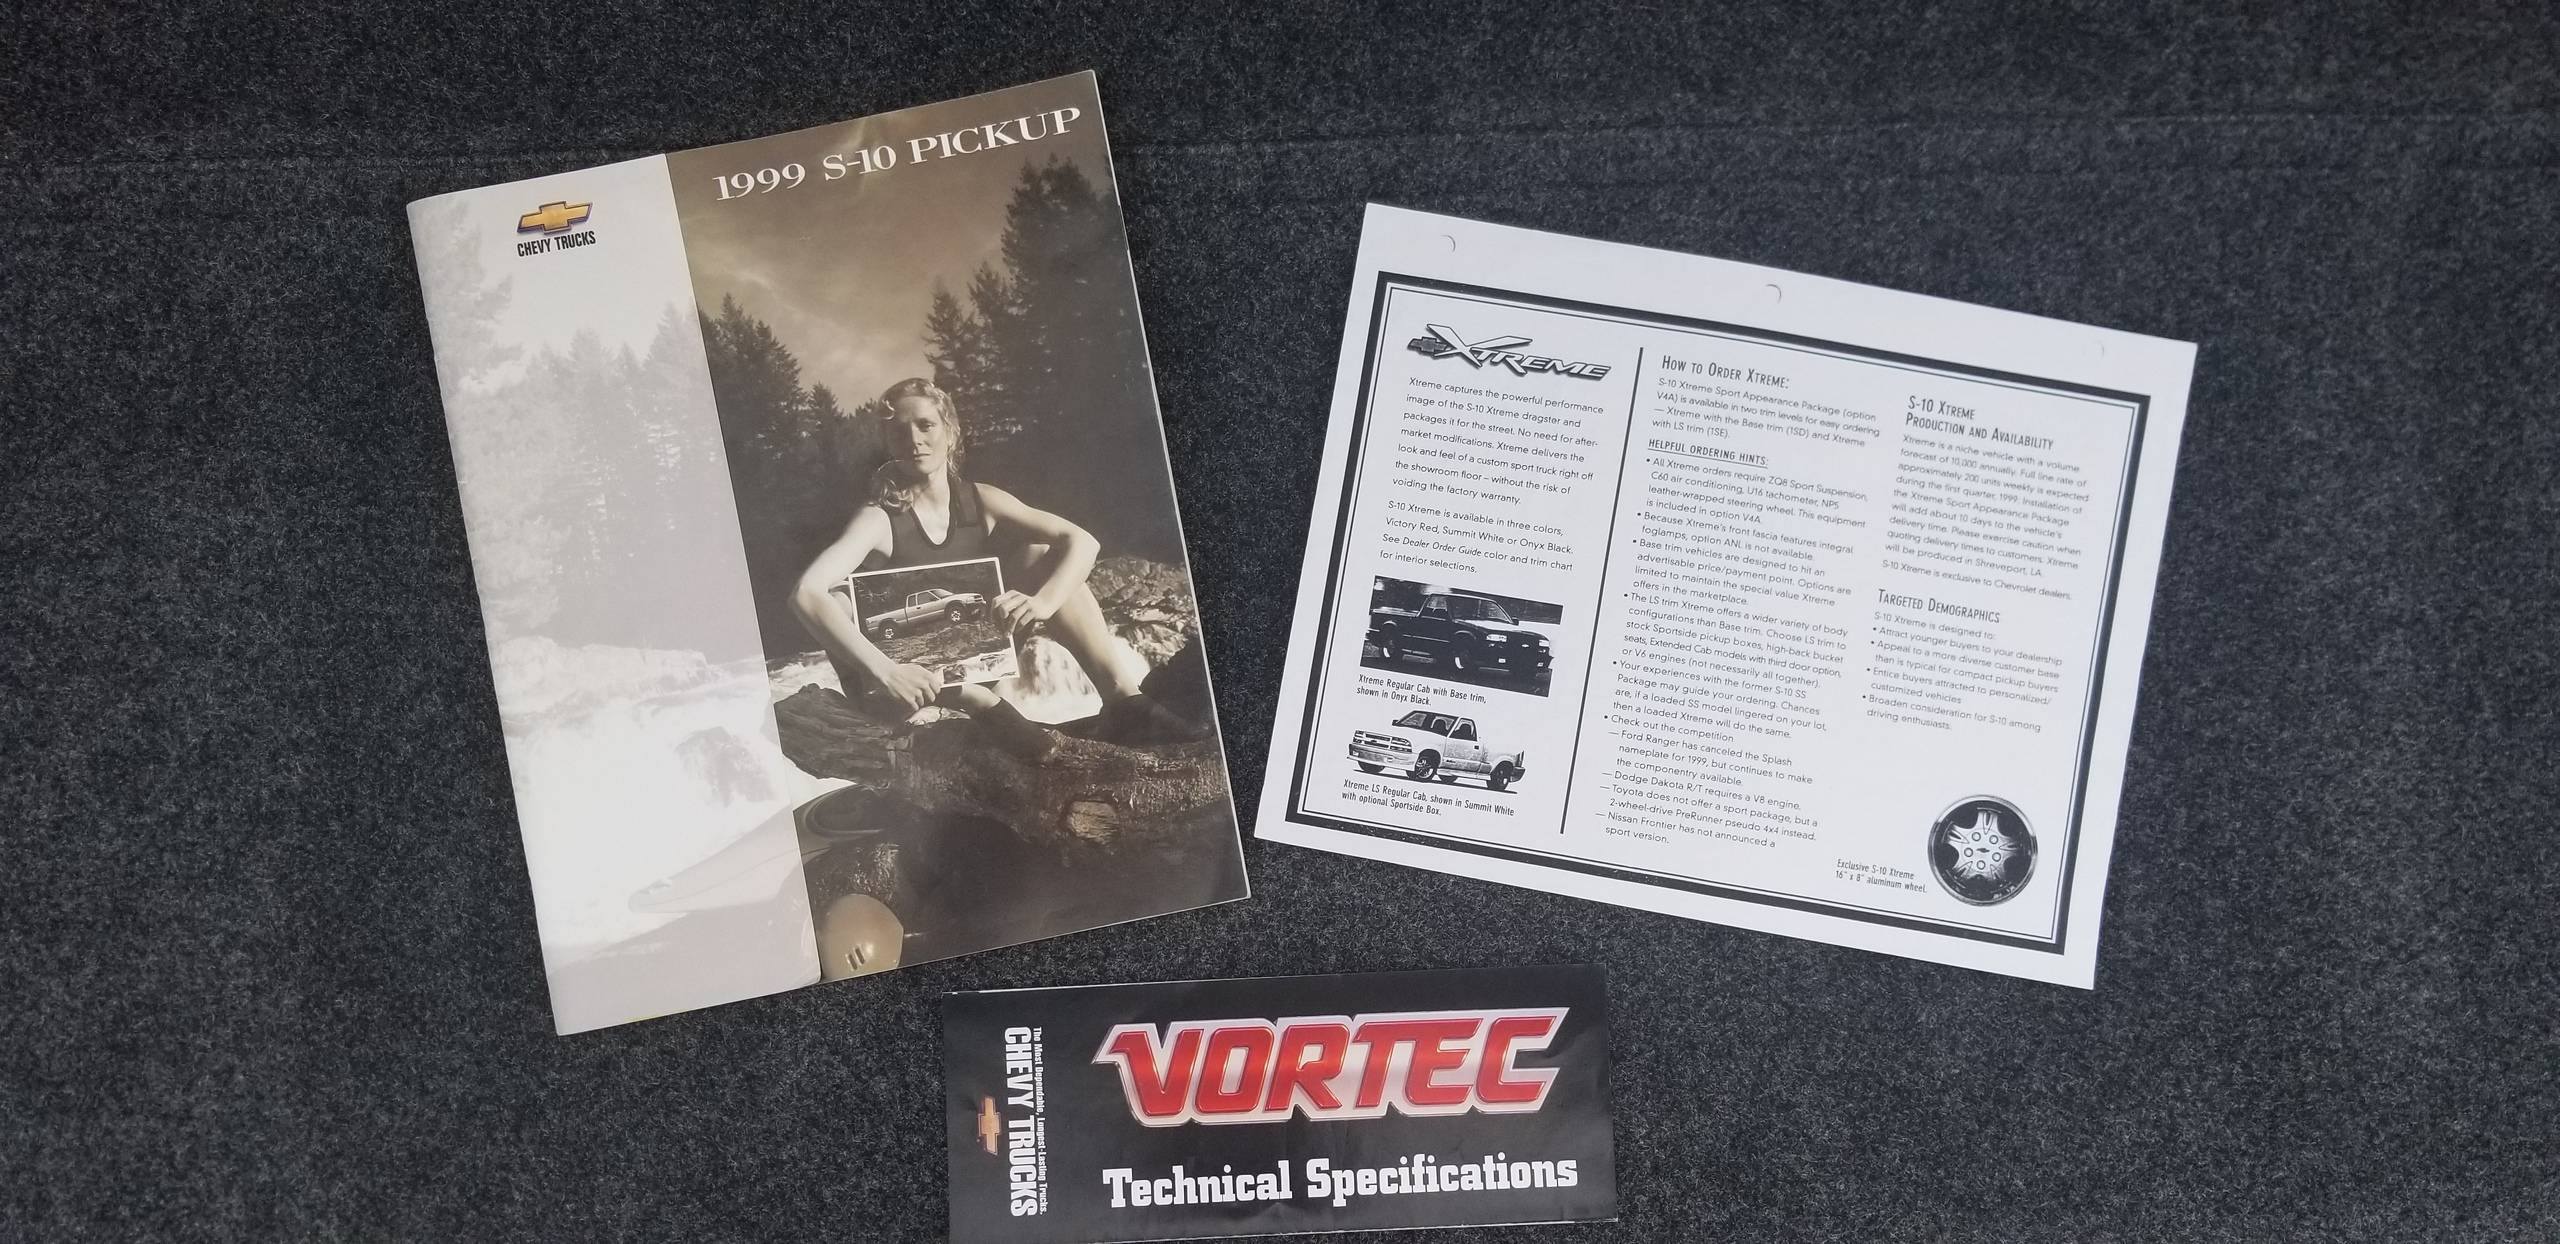 1999 S-10 PICKUP
CHEVY TRUCKS
XTREME
Xtreme captures the powerful performance
image of the S-10 Xtreme dragster and
packages it for the street. No need for after-
market modifications. Xtreme delivers the
look and feel of a custom sport truck right off
the showroom floor – without the risk of
voiding the factory warranty.
S-10 Xtreme is available in three colors,
Victory Red, Summit White or Onyx Black.
See Dealer Order Guide color and trim chart
for interior selections.
Xtreme Regular Cab with Base trim,
shown in Onyx Black.
Xtreme LS Regular Cab, shown in Summit White
with optional Sportside Box.
HOW TO ORDER XTREME:
S-10 Xtreme Sport Appearance Package (option
V4A) is available in two trim levels for easy ordering
— Xtreme with the Base trim (1SD) and Xtreme
with LS trim (1SE).
HELPFUL ORDERING HINTS:
• All Xtreme orders require ZQ8 Sport Suspension,
C60 air conditioning, U16 tachometer, NP5
leather-wrapped steering wheel. This equipment
is included in option V4A.
• Because Xtreme's front fascia features integral
foglamps, option ANL is not available.
• Base trim vehicles are designed to hit an
advertisable price/payment point. Options are
limited to maintain the special value Xtreme
offers in the marketplace.
• The LS trim Xtreme offers a wider variety of body
configurations than Base trim. Choose LS trim to
stock Sportside pickup boxes, high-back bucket
seats, Extended Cab models with third door option,
or V6 engines (not necessarily all together).
• Your experiences with the former S-10 SS
Package may guide your ordering. Chances
are, if a loaded SS model lingered on your lot,
then a loaded Xtreme will do the same.
• Check out the competition
— Ford Ranger has canceled the Splash
nameplate for 1999, but continues to make
the componentry available.
— Dodge Dakota R/T requires a V8 engine.
— Toyota does not offer a sport package, but a
2-wheel-drive PreRunner pseudo 4x4 instead.
— Nissan Frontier has not announced a
sport version.
S-10 XTREME
PRODUCTION AND AVAILABILITY
Xtreme is a niche vehicle with a volume
forecast of 10,000 annually. Full line rate of
approximately 200 units weekly is expected
during the first quarter, 1999. Installation of
the Xtreme Sport Appearance Package
will add about 10 days to the vehicle's
delivery time. Please exercise caution when
quoting delivery times to customers. Xtreme
will be produced in Shreveport, LA.
S-10 Xtreme is exclusive to Chevrolet dealers.
TARGETED DEMOGRAPHICS
S-10 Xtreme is designed to:
• Attract younger buyers to your dealership
• Appeal to a more diverse customer base
than is typical for compact pickup buyers
• Entice buyers attracted to personalized/
customized vehicles
• Broaden consideration for S-10 among
driving enthusiasts.
Exclusive S-10 Xtreme
16" x 8" aluminum wheel.
The Most Dependable, Longest-Lasting Trucks.
CHEVY TRUCKS
VORTEC
Technical Specifications